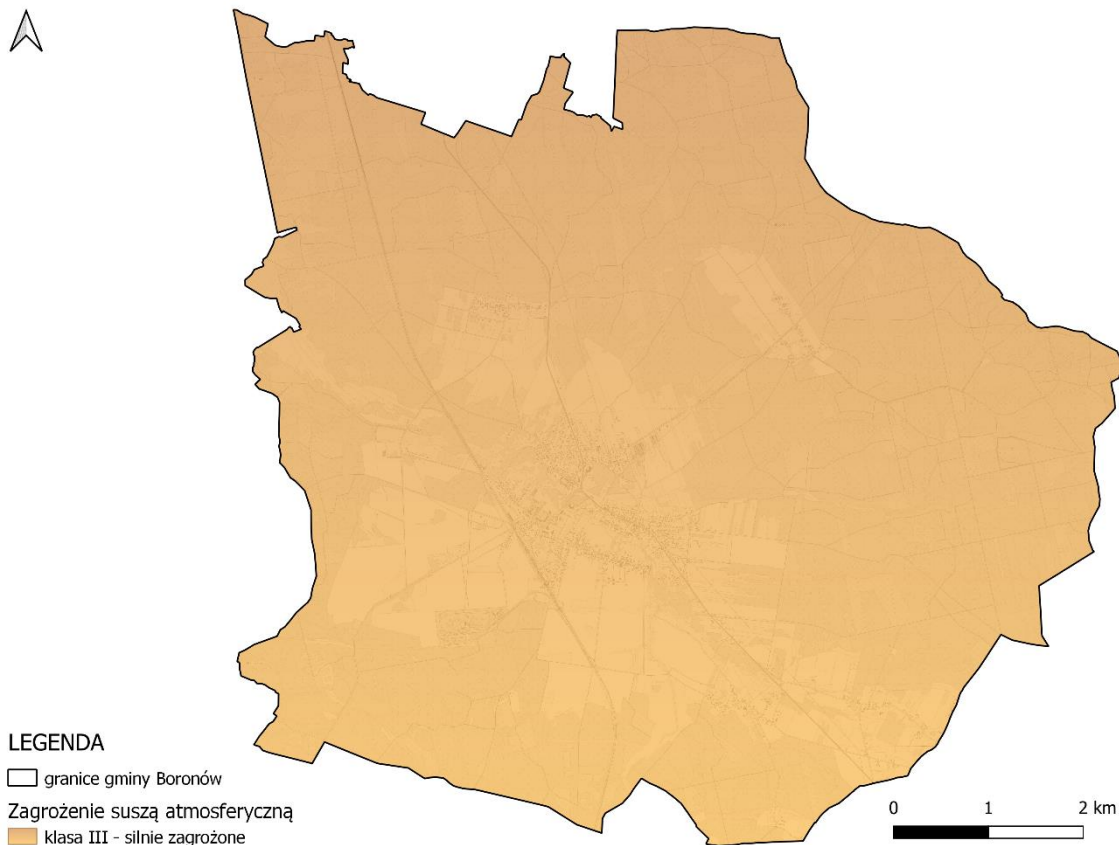 LEGENDA
granice gminy Boronów
Zagrożenie suszą atmosferyczną
klasa III - silnie zagrożone
0 1 2 km